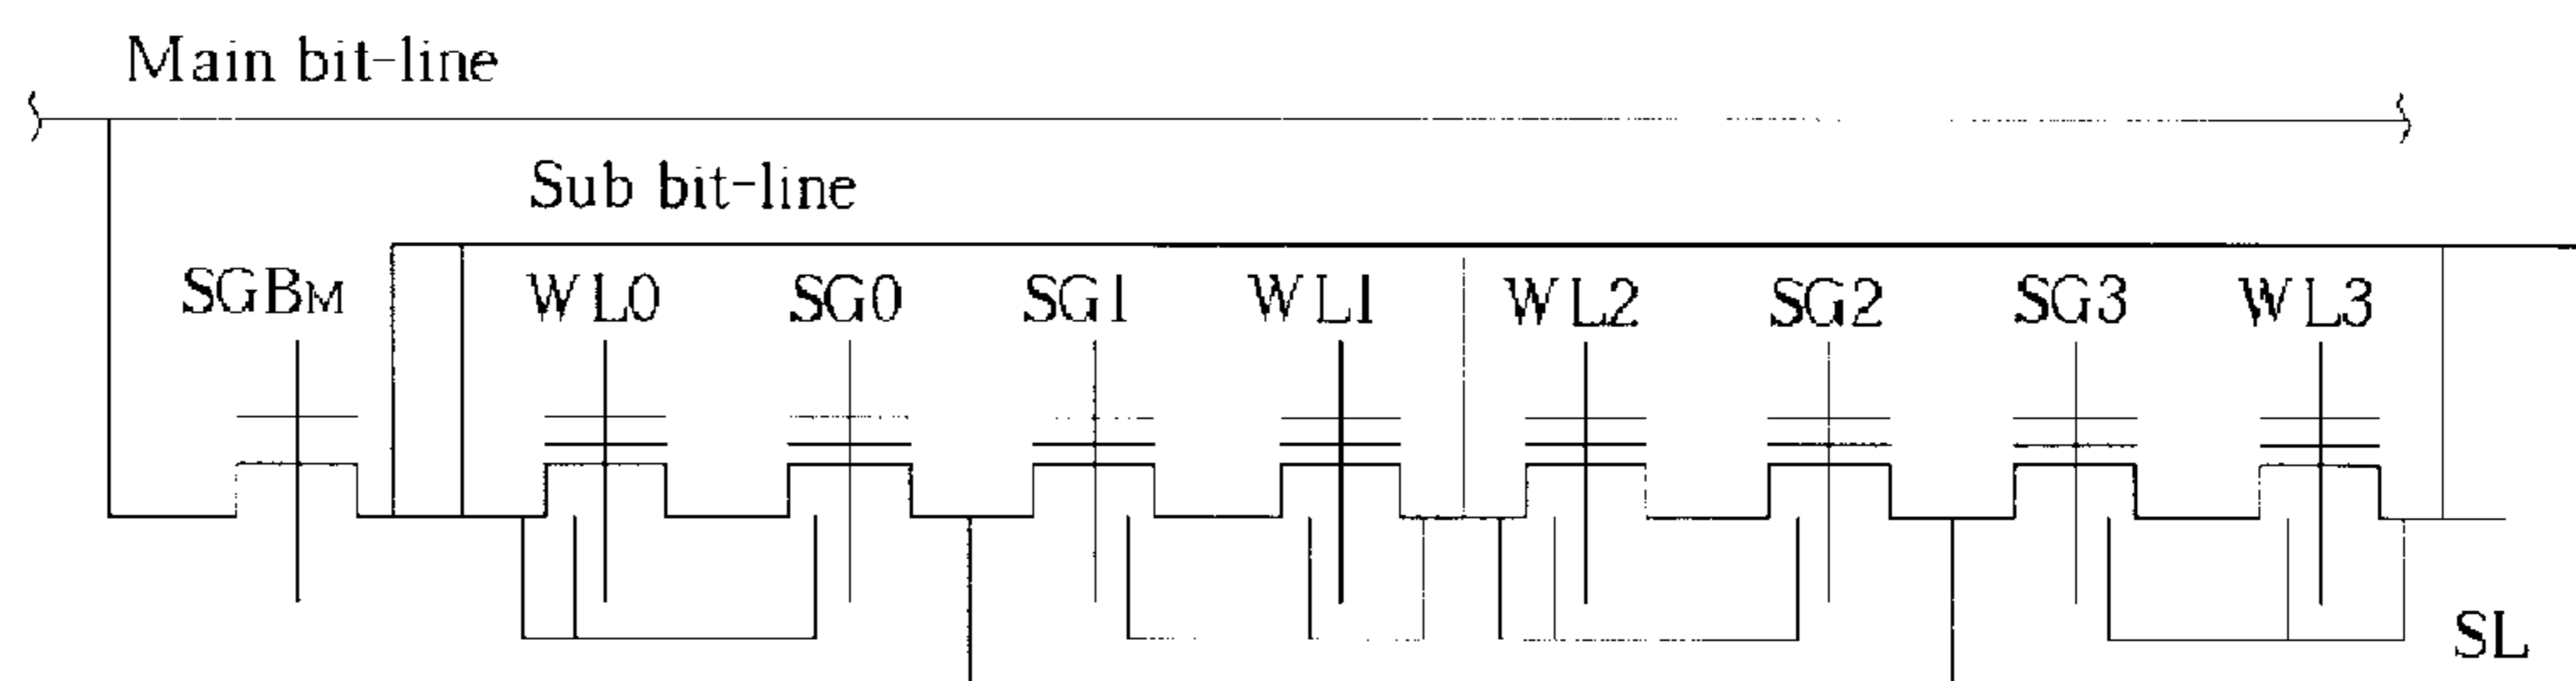 Main bit-line
Sub bit-line
SGBM WL0 SG0 SG1 WL1 WL2 SG2 SG3 WL3
SL